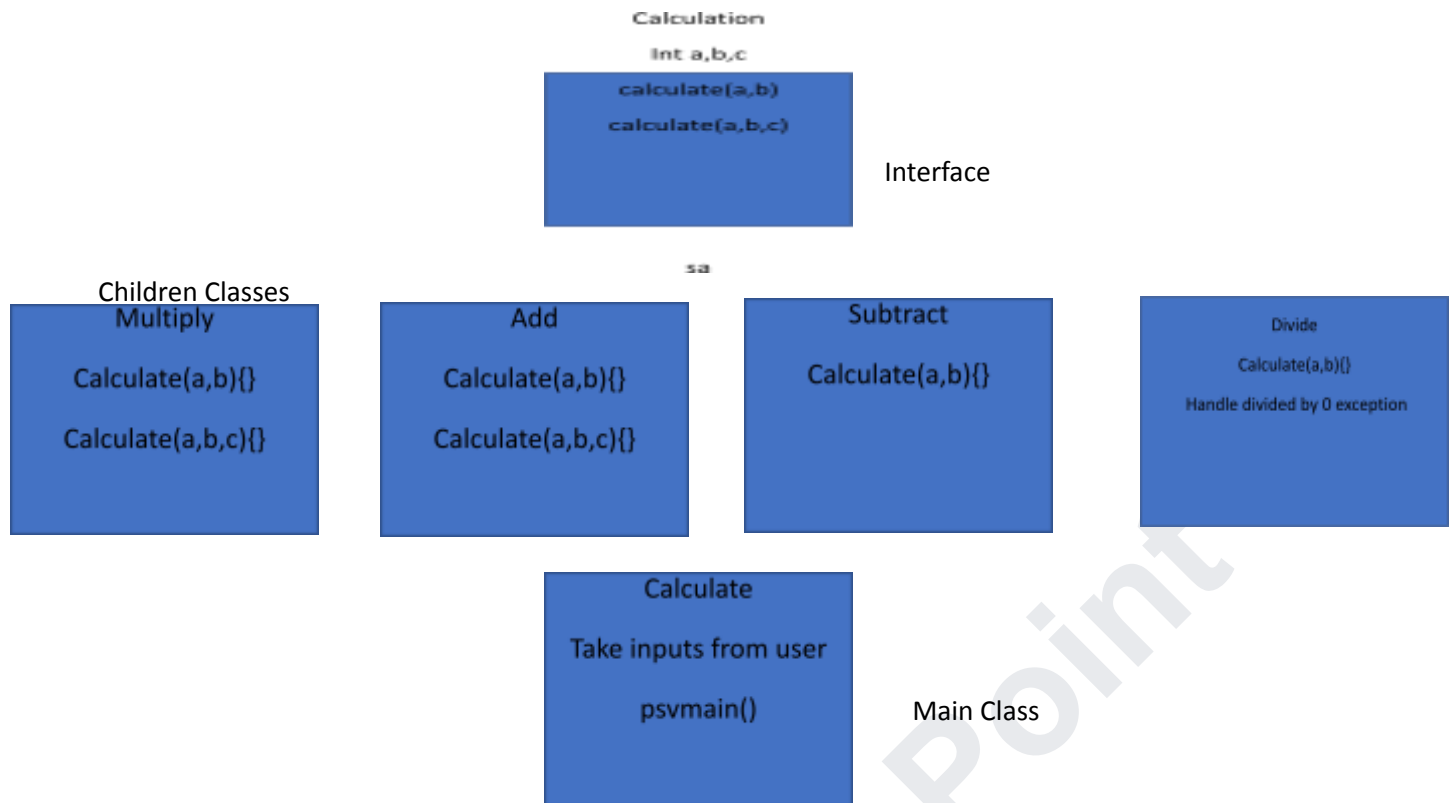 Calculation
Int a,b,c
calculate(a,b)
calculate(a,b,c)
Interface
sa
Children Classes
Multiply
Calculate(a,b){}
Calculate(a,b,c){}
Add
Calculate(a,b){}
Calculate(a,b,c){}
Subtract
Calculate(a,b){}
Divide
Calculate(a,b){}
Handle divided by 0 exception
Calculate
Take inputs from user
psvmain()
Main Class
Point